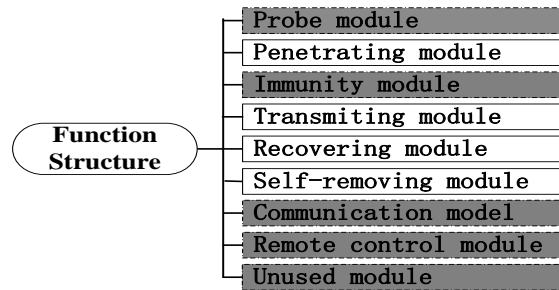 Probe module
Penetrating module
Immunity module
Transmiting module
Function
Structure
Recovering module
Self-removing module
Communication model
Remote control module
Unused module